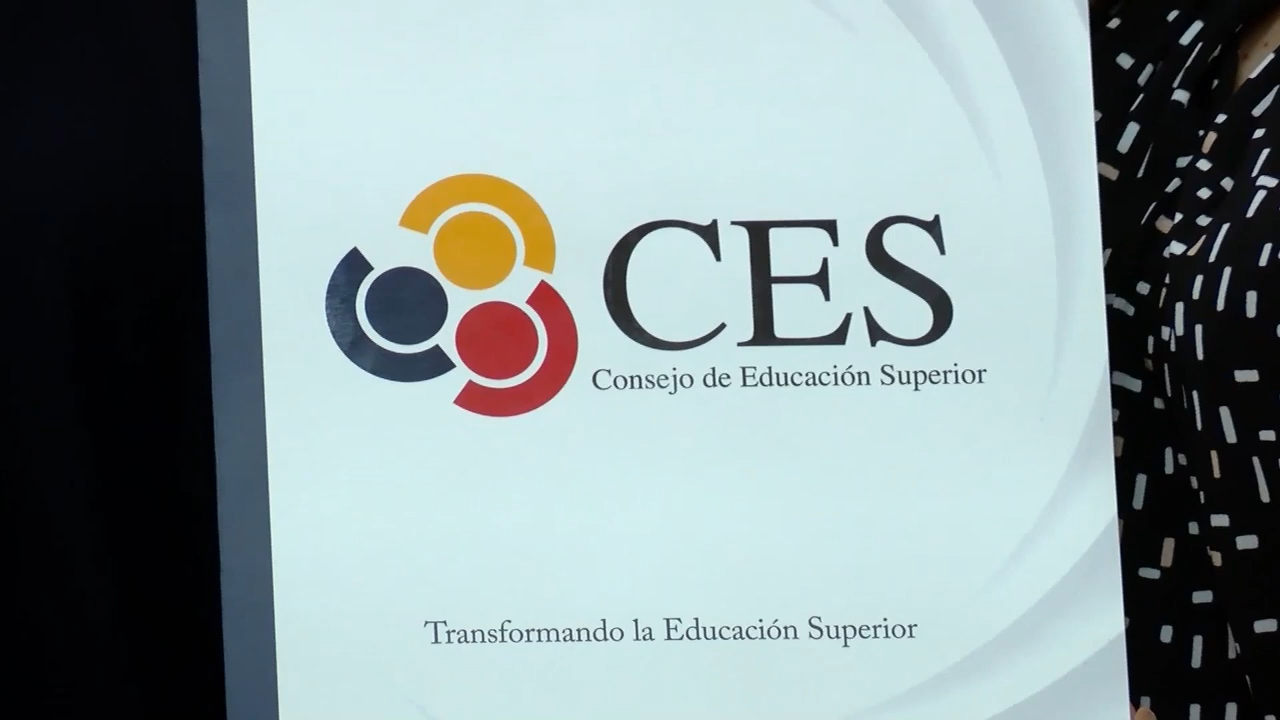 CES
Consejo de Educación Superior
Transformando la Educación Superior